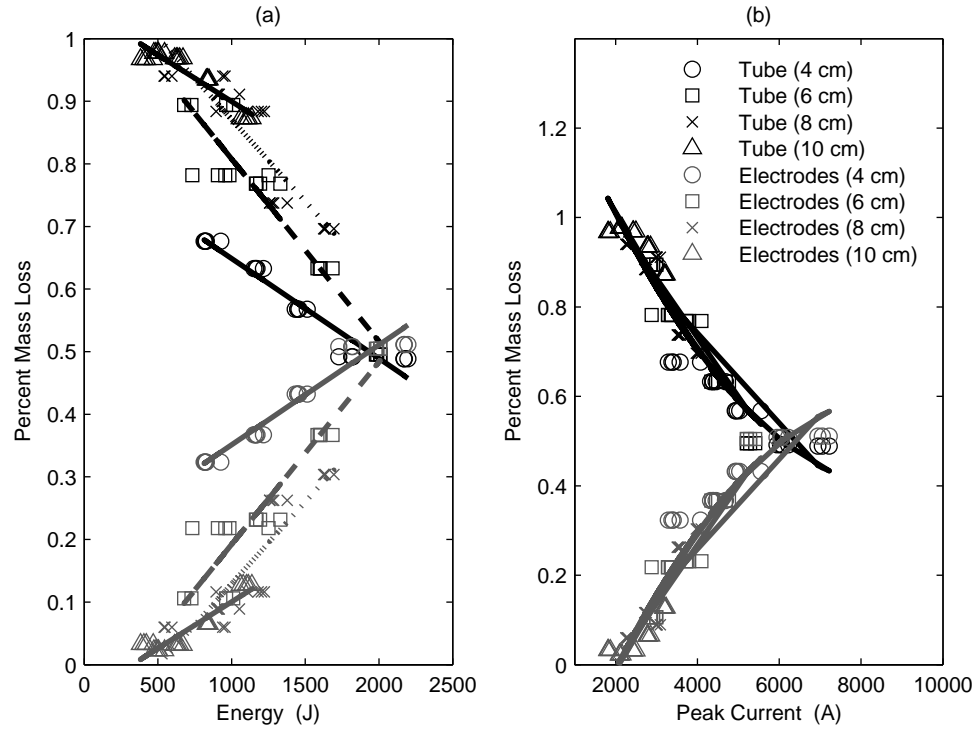 (a)
1
0.9
0.8
0.7
0.6
0.5
0.4
0.3
0.2
0.1
0
Percent Mass Loss
0
500
1000
1500
2000
2500
Energy (J)
(b)
1.2
1
0.8
0.6
0.4
0.2
0
Percent Mass Loss
2000
4000
6000
8000
10000
Peak Current (A)
Tube (4 cm)
Tube (6 cm)
Tube (8 cm)
Tube (10 cm)
Electrodes (4 cm)
Electrodes (6 cm)
Electrodes (8 cm)
Electrodes (10 cm)